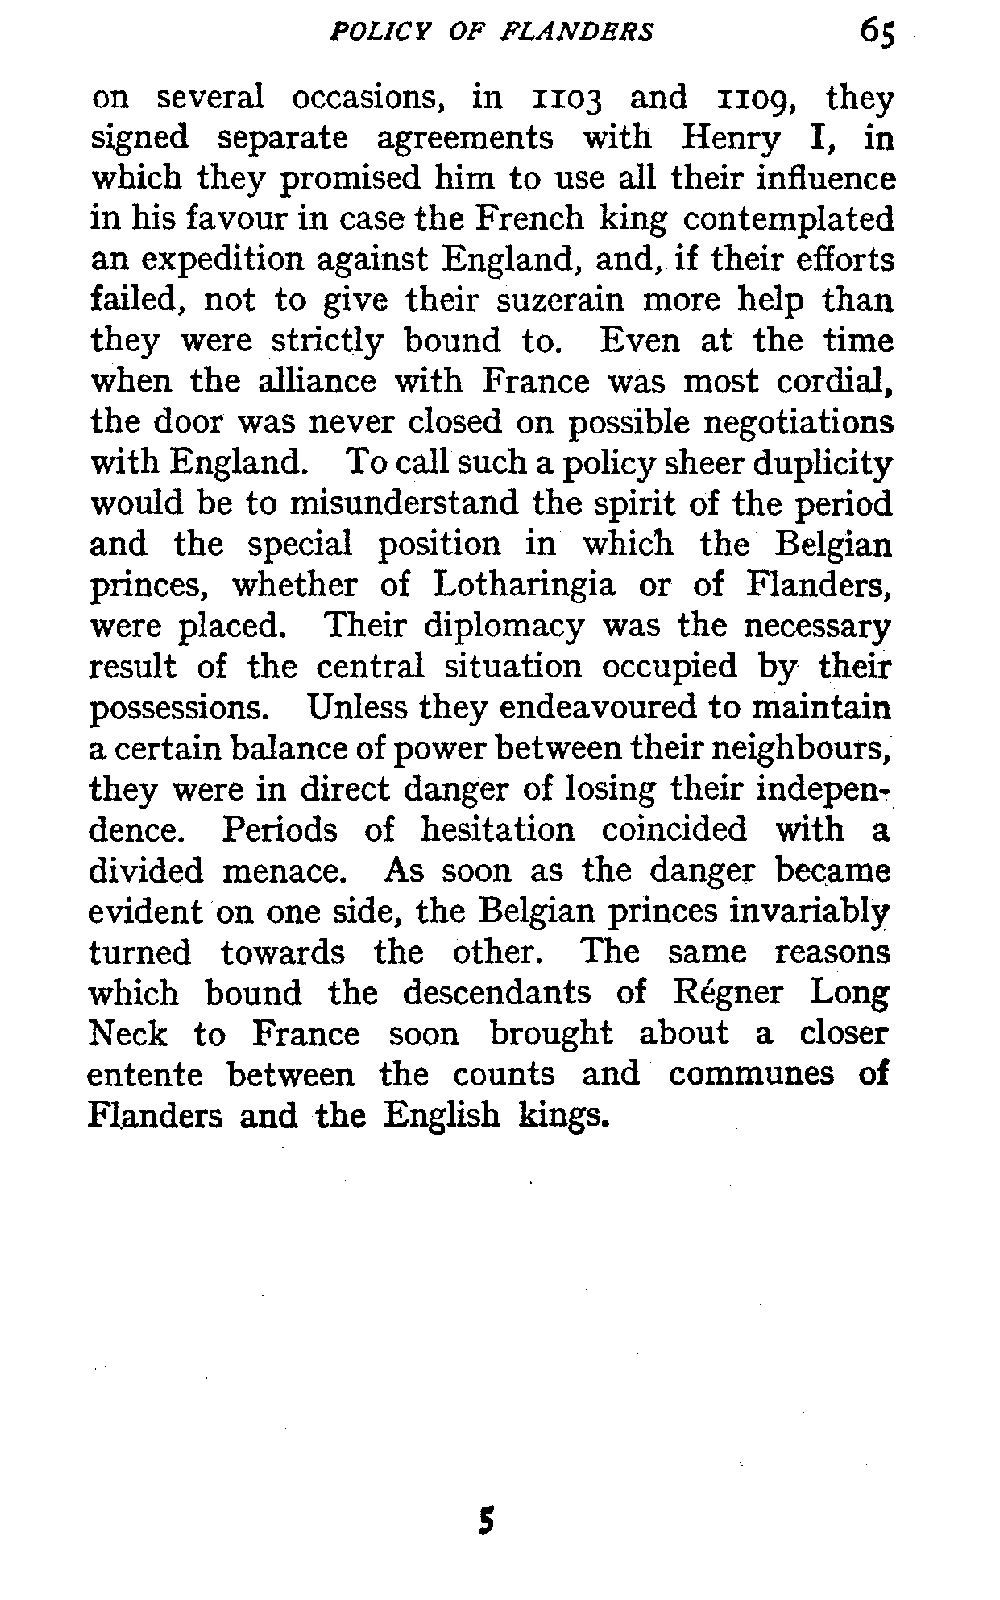 POLICY OF FLANDERS 65
on several occasions, in 1103 and 1109, they
signed separate agreements with Henry I, in
which they promised him to use all their influence
in his favour in case the French king contemplated
an expedition against England, and, if their efforts
failed, not to give their suzerain more help than
they were strictly bound to. Even at the time
when the alliance with France was most cordial,
the door was never closed on possible negotiations
with England. To call such a policy sheer duplicity
would be to misunderstand the spirit of the period
and the special position in which the Belgian
princes, whether of Lotharingia or of Flanders,
were placed. Their diplomacy was the necessary
result of the central situation occupied by their
possessions. Unless they endeavoured to maintain
a certain balance of power between their neighbours,
they were in direct danger of losing their indepen-
dence. Periods of hesitation coincided with a
divided menace. As soon as the danger became
evident on one side, the Belgian princes invariably
turned towards the other. The same reasons
which bound the descendants of Régner Long
Neck to France soon brought about a closer
entente between the counts and communes of
Flanders and the English kings.
5